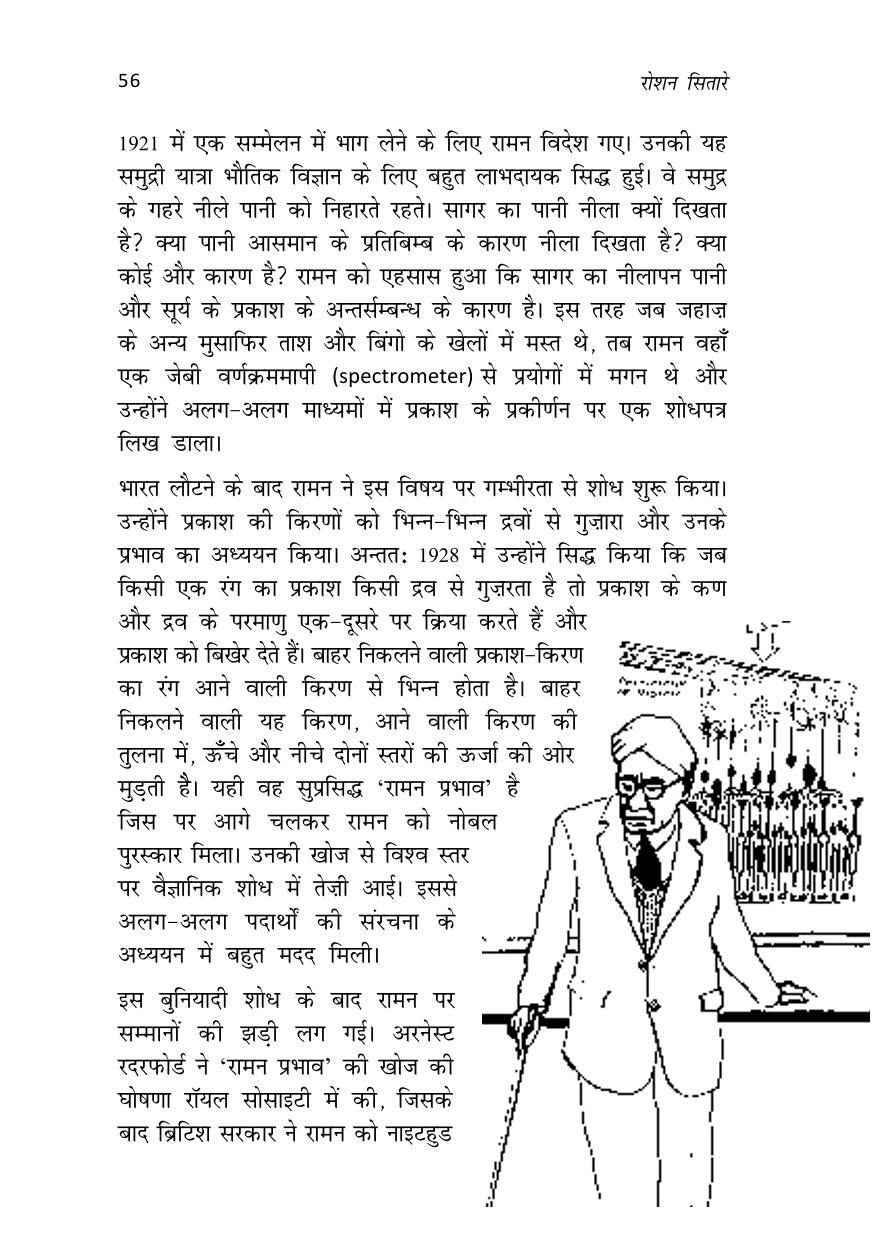 56 रोशन सितारे
1921 में एक सम्मेलन में भाग लेने के लिए रामन विदेश गए। उनकी यह
समुद्री यात्रा भौतिक विज्ञान के लिए बहुत लाभदायक सिद्ध हुई। वे समुद्र
के गहरे नीले पानी को निहारते रहते। सागर का पानी नीला क्यों दिखता
है? क्या पानी आसमान के प्रतिबिम्ब के कारण नीला दिखता है? क्या
कोई और कारण है? रामन को एहसास हुआ कि सागर का नीलापन पानी
और सूर्य के प्रकाश के अन्तर्सम्बन्ध के कारण है। इस तरह जब जहाज़
के अन्य मुसाफिर ताश और बिंगो के खेलों में मस्त थे, तब रामन वहाँ
एक जेबी वर्णक्रममापी (spectrometer) से प्रयोगों में मगन थे और
उन्होंने अलग-अलग माध्यमों में प्रकाश के प्रकीर्णन पर एक शोधपत्र
लिख डाला।
भारत लौटने के बाद रामन ने इस विषय पर गम्भीरता से शोध शुरू किया।
उन्होंने प्रकाश की किरणों को भिन्न-भिन्न द्रवों से गुज़ारा और उनके
प्रभाव का अध्ययन किया। अन्तत: 1928 में उन्होंने सिद्ध किया कि जब
किसी एक रंग का प्रकाश किसी द्रव से गुज़रता है तो प्रकाश के कण
और द्रव के परमाणु एक-दूसरे पर क्रिया करते हैं और
प्रकाश को बिखेर देते हैं। बाहर निकलने वाली प्रकाश-किरण
का रंग आने वाली किरण से भिन्न होता है। बाहर
निकलने वाली यह किरण, आने वाली किरण की
तुलना में, ऊँचे और नीचे दोनों स्तरों की ऊर्जा की ओर
मुड़ती है। यही वह सुप्रसिद्ध ‘रामन प्रभाव’ है
जिस पर आगे चलकर रामन को नोबल
पुरस्कार मिला। उनकी खोज से विश्व स्तर
पर वैज्ञानिक शोध में तेज़ी आई। इससे
अलग-अलग पदार्थों की संरचना के
अध्ययन में बहुत मदद मिली।
इस बुनियादी शोध के बाद रामन पर
सम्मानों की झड़ी लग गई। अरनेस्ट
रदरफोर्ड ने ‘रामन प्रभाव’ की खोज की
घोषणा रॉयल सोसाइटी में की, जिसके
बाद ब्रिटिश सरकार ने रामन को नाइटहुड